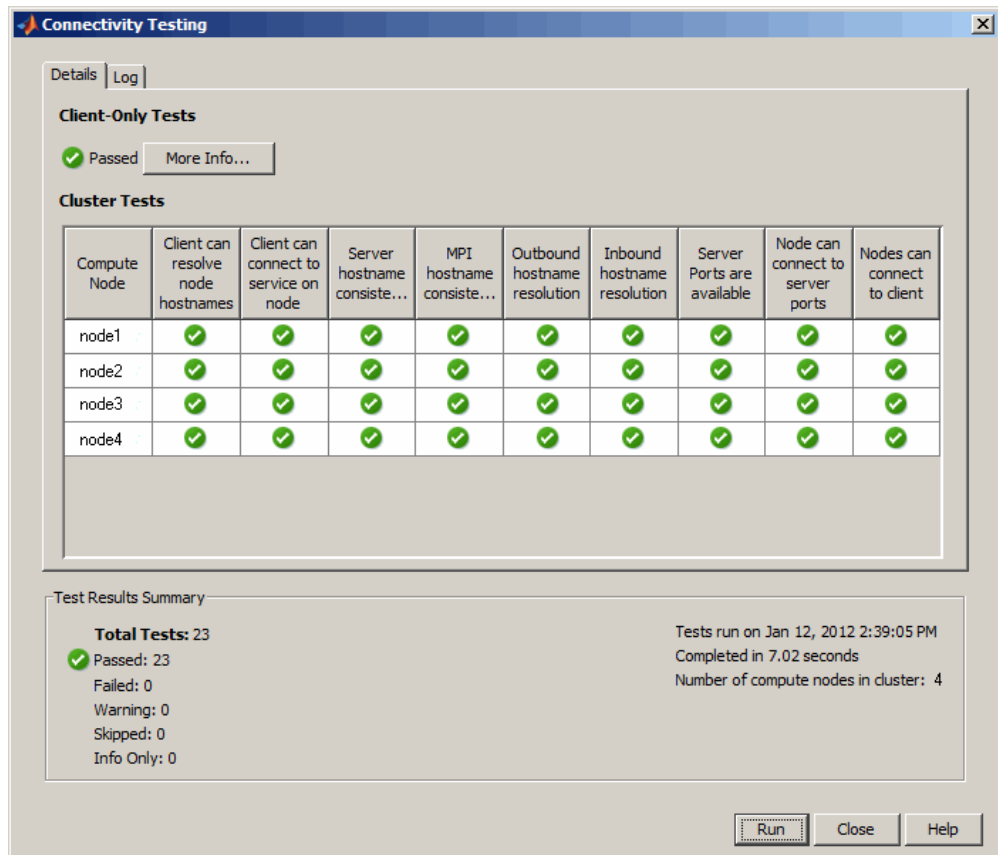 Connectivity Testing
Details
Log
Client-Only Tests
Passed
More Info...
Cluster Tests
Compute
Node
Client can
resolve
node
hostnames
Client can
connect to
service on
node
Server
hostname
consiste...
MPI
hostname
consiste...
Outbound
hostname
resolution
Inbound
hostname
resolution
Server
Ports are
available
Node can
connect to
server
ports
Nodes can
connect
to client
node1
node2
node3
node4
Test Results Summary
Total Tests: 23
Passed: 23
Failed: 0
Warning: 0
Skipped: 0
Info Only: 0
Tests run on Jan 12, 2012 2:39:05 PM
Completed in 7.02 seconds
Number of compute nodes in cluster: 4
Run
Close
Help